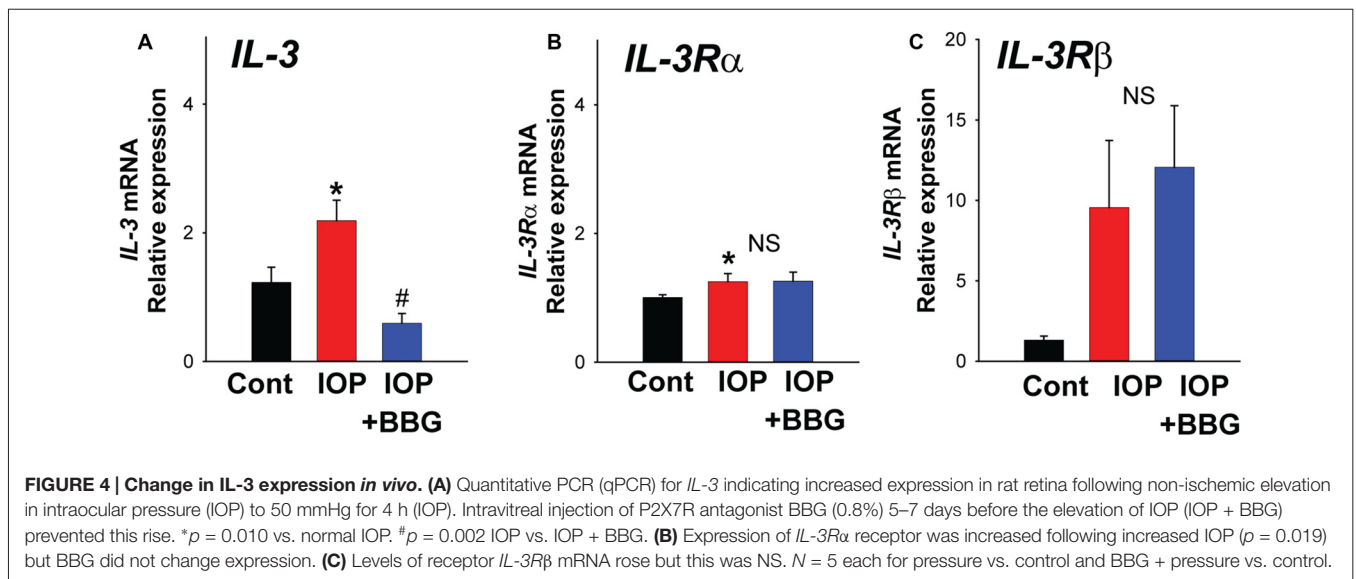 A
IL-3
IL-3 mRNA
Relative expression
4
2
0
*
#
Cont IOP IOP
+BBG
B
IL-3Rα
IL-3Rα mRNA
Relative expression
4
2
0
*
NS
Cont IOP IOP
+BBG
C
IL-3Rβ
IL-3Rβ mRNA
Relative expression
20
15
10
5
0
NS
Cont IOP IOP
+BBG
FIGURE 4 | Change in IL-3 expression in vivo. (A) Quantitative PCR (qPCR) for IL-3 indicating increased expression in rat retina following non-ischemic elevation
in intraocular pressure (IOP) to 50 mmHg for 4 h (IOP). Intravitreal injection of P2X7R antagonist BBG (0.8%) 5–7 days before the elevation of IOP (IOP + BBG)
prevented this rise. *p = 0.010 vs. normal IOP. #p = 0.002 IOP vs. IOP + BBG. (B) Expression of IL-3Rα receptor was increased following increased IOP (p = 0.019)
but BBG did not change expression. (C) Levels of receptor IL-3Rβ mRNA rose but this was NS. N = 5 each for pressure vs. control and BBG + pressure vs. control.